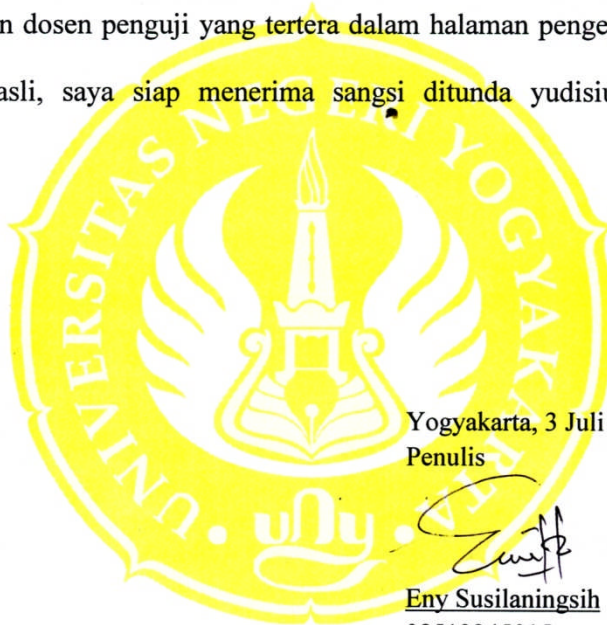 n dosen penguji yang tertera dalam halaman penge
asli, saya siap menerima sangsi ditunda yudisiu
UNIVERSITAS NEGERI YOGYAKARTA
uny
Yogyakarta, 3 Juli
Penulis
Eny Susilaningsih